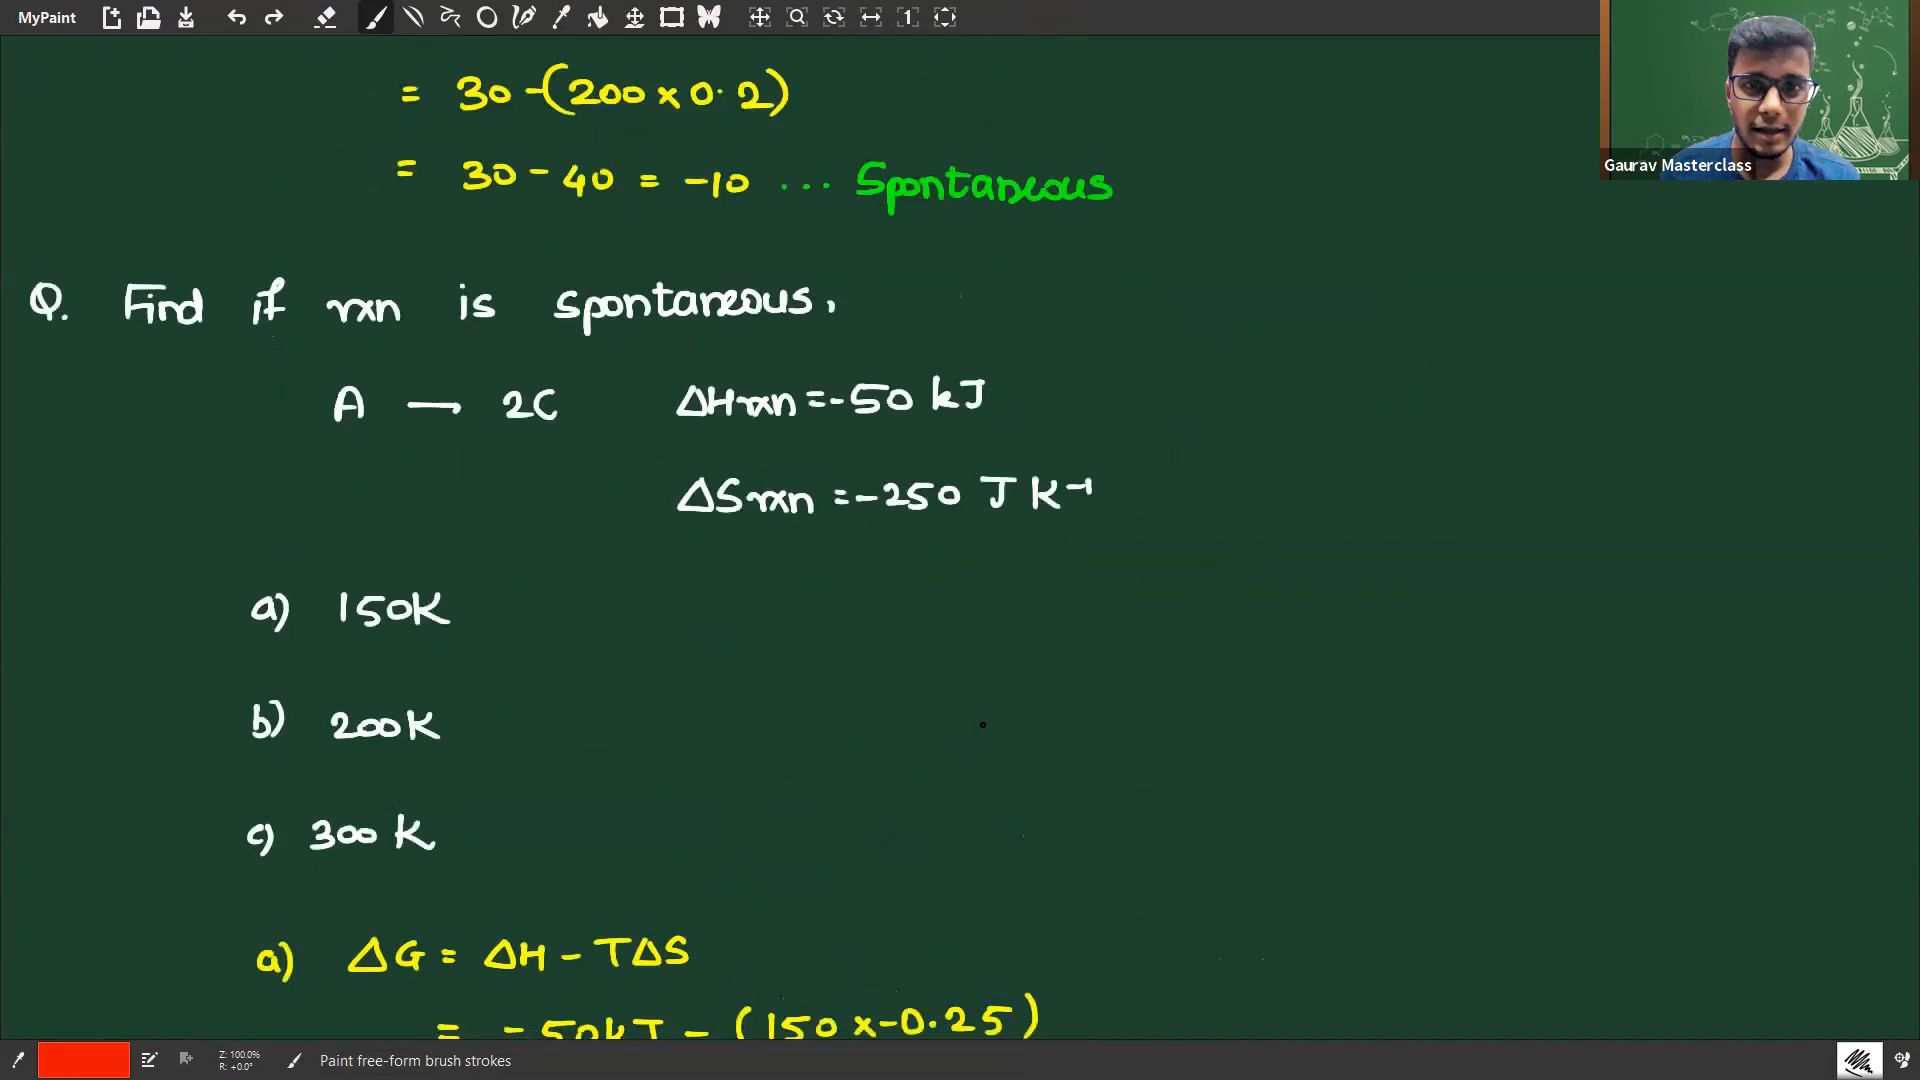 MyPaint
Gaurav Masterclass
= 30 - (200 x 0.2)
= 30 - 40 = -10 ... Spontaneous
Q. Find if rxn is spontaneous.
A — 2C ΔHrxn = -50 kJ
ΔSrxn = -250 J K⁻¹
a) 150K
b) 200K
c) 300K
a) ΔG = ΔH - TΔS
= -50kJ - (150 x -0.25)
Z: 100.0%
R: +0.0°
Paint free-form brush strokes